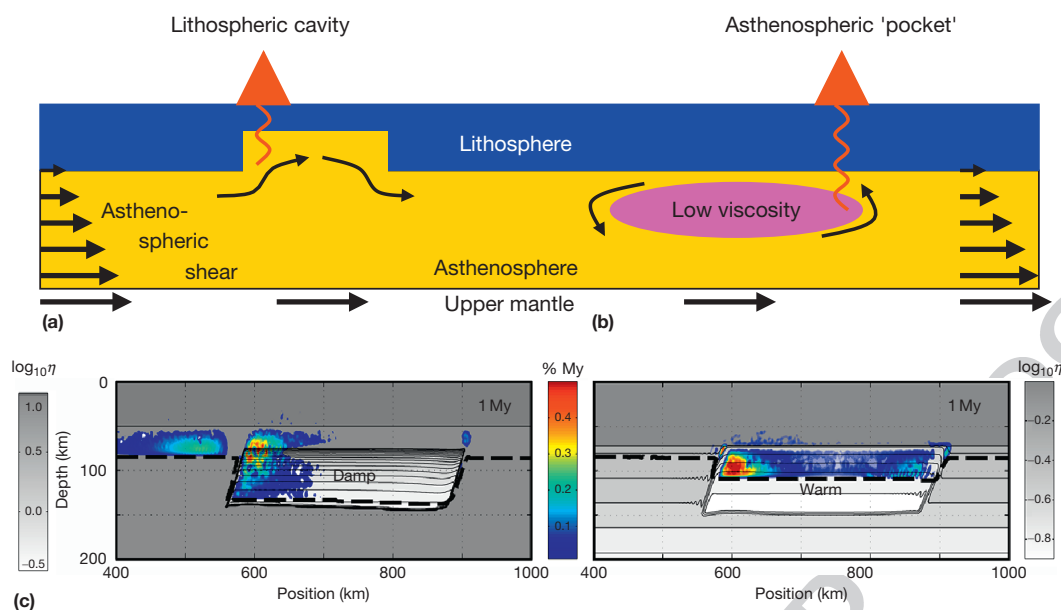 Lithospheric cavity
Asthenospheric 'pocket'
Lithosphere
Low viscosity
Astheno-
spheric
shear
Asthenosphere
Upper mantle
(a)
(b)
log10η
1.0
0.5
0.0
−0.5
0
100
200
Depth (km)
1 My
Damp
400
600
800
1000
Position (km)
% My
0.4
0.3
0.2
0.1
1 My
Warm
400
600
800
1000
Position (km)
log10η
−0.2
−0.4
−0.6
−0.8
(c)